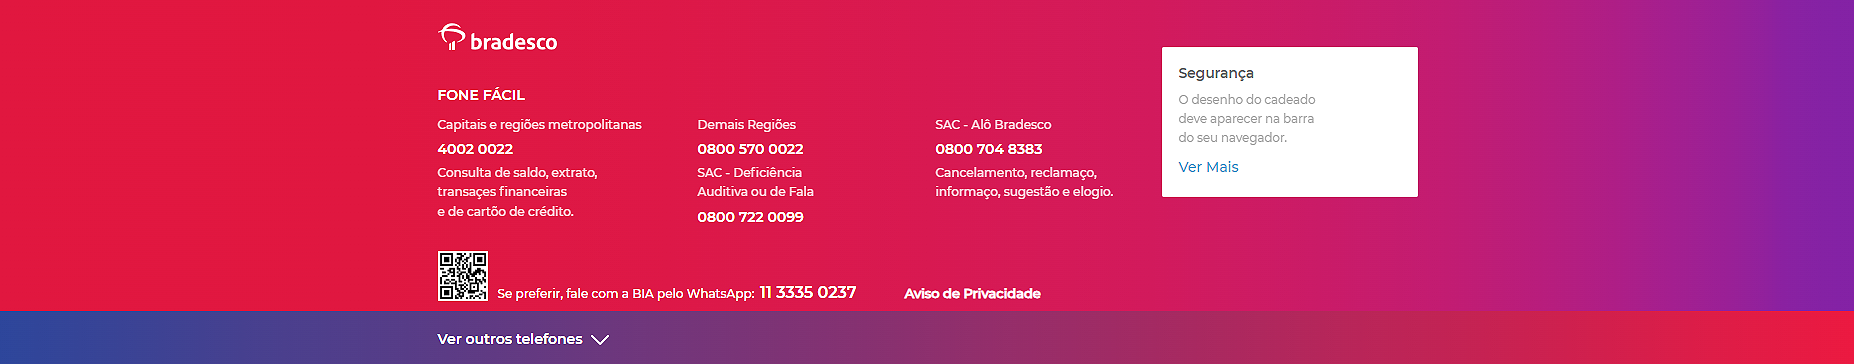 bradesco
FONE FÁCIL
Capitais e regiões metropolitanas
4002 0022
Consulta de saldo, extrato,
transaçes financeiras
e de cartõo de crédito.
Demais Regiões
0800 570 0022
SAC - Deficiência
Auditiva ou de Fala
0800 722 0099
SAC - Alô Bradesco
0800 704 8383
Cancelamento, reclamaço,
informaço, sugestão e elogio.
Segurança
O desenho do cadeado
deve aparecer na barra
do seu navegador.
Ver Mais
Se preferir, fale com a BIA pelo WhatsApp: 11 3335 0237
Aviso de Privacidade
Ver outros telefones